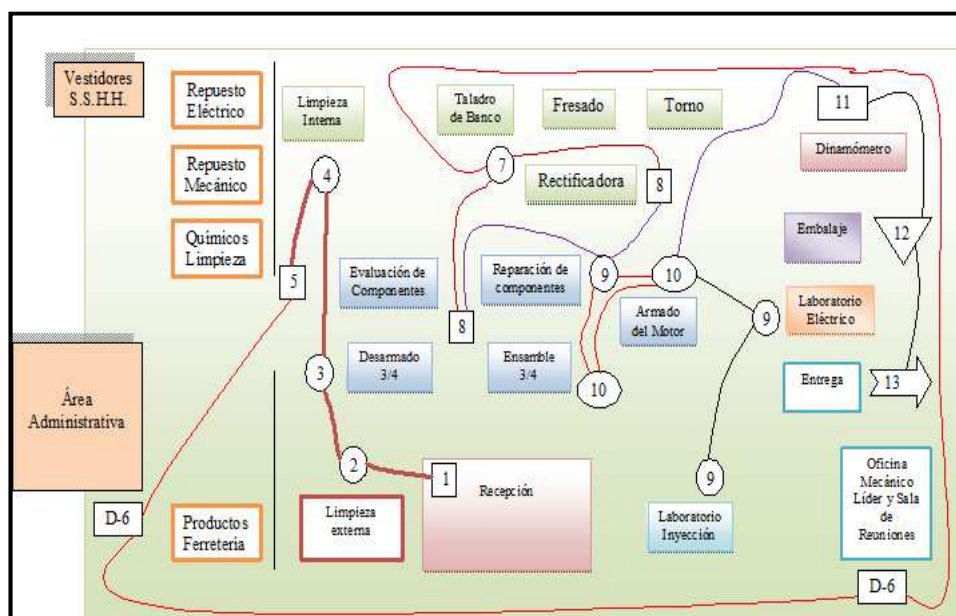 Vestidores
S.S.H.H.
Repuesto
Eléctrico
Limpieza
Interna
Taladro
de Banco
Fresado
Torno
11
Dinamómetro
Repuesto
Mecánico
4
7
Rectificadora
8
Químicos
Limpieza
Embalaje
12
5
Evaluación de
Componentes
Reparación de
componentes
9
10
8
Armado
del Motor
9
Laboratorio
Eléctrico
Área
Administrativa
3
Desarmado
3/4
Ensamble
3/4
10
Entrega
13
2
1
Recepción
9
Oficina
Mecánico
Líder y Sala
de
Reuniones
D-6
Productos
Ferreteria
Limpieza
externa
Laboratorio
Inyección
D-6